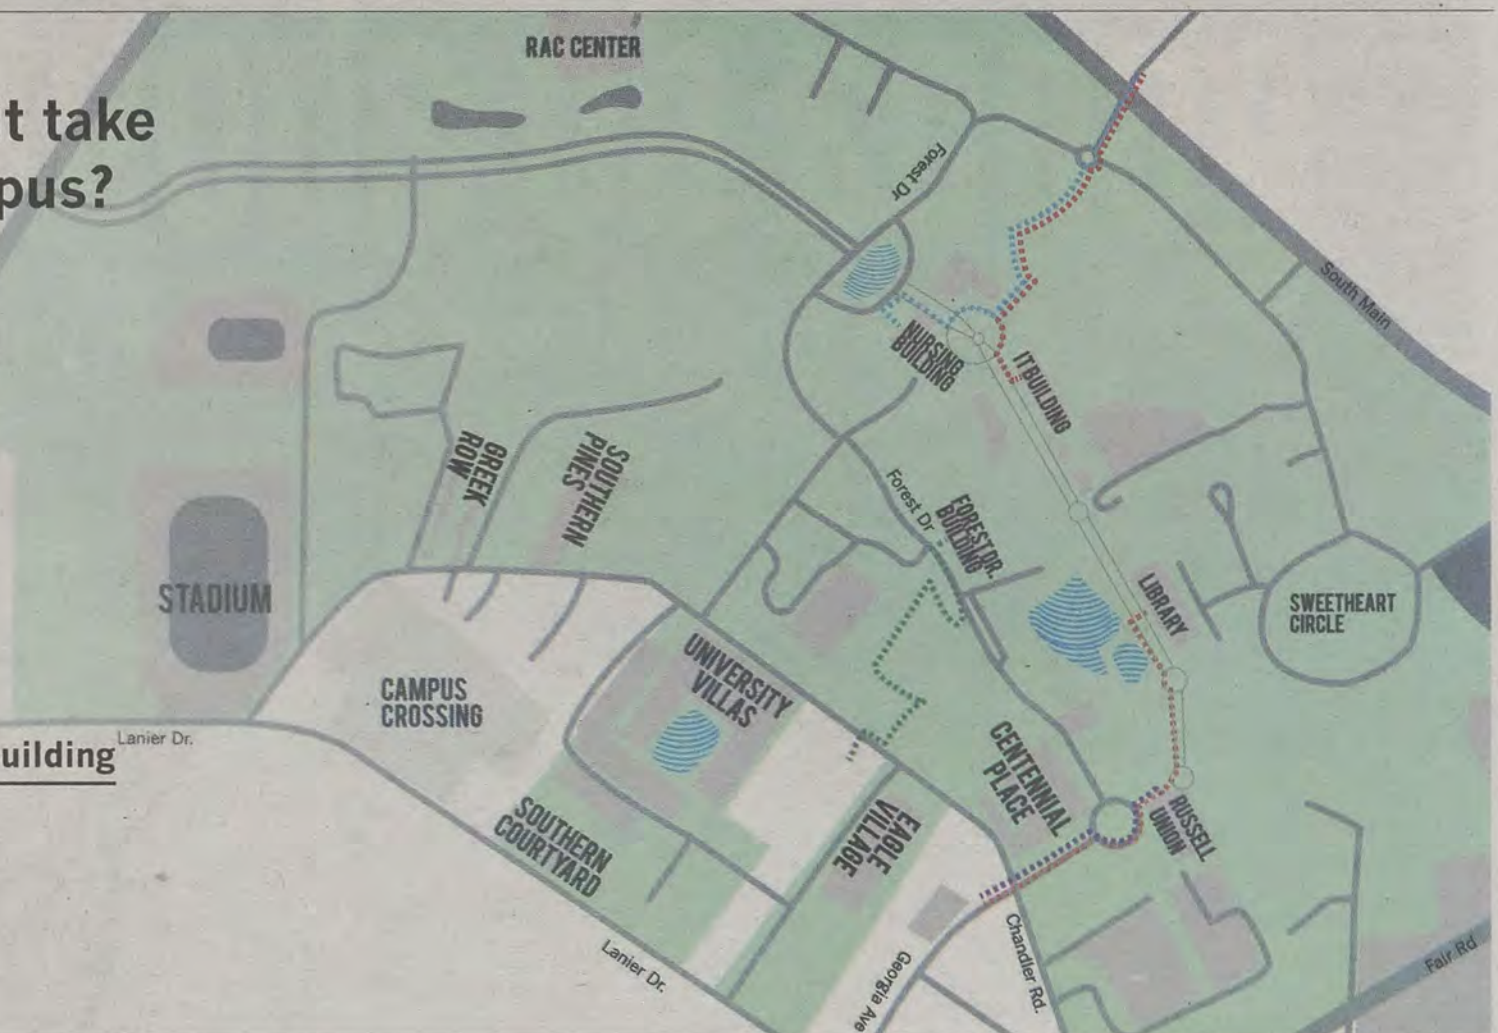 RAC CENTER
t take
pus?
Forest Dr
South Main
NURSING
BUILDING
IT BUILDING
GREEK
ROW
SOUTHERN
PINES
Forest Dr
FOREST DR.
BUILDING
LIBRARY
STADIUM
SWEETHEART
CIRCLE
UNIVERSITY
VILLAS
CAMPUS
CROSSING
Lanier Dr.
uilding
CENTENNIAL
PLACE
RUSSELL
UNION
SOUTHERN
COURTYARD
EAGLE
VILLAGE
Lanier Dr.
Georgia Ave
Chandler Rd.
Fair Rd